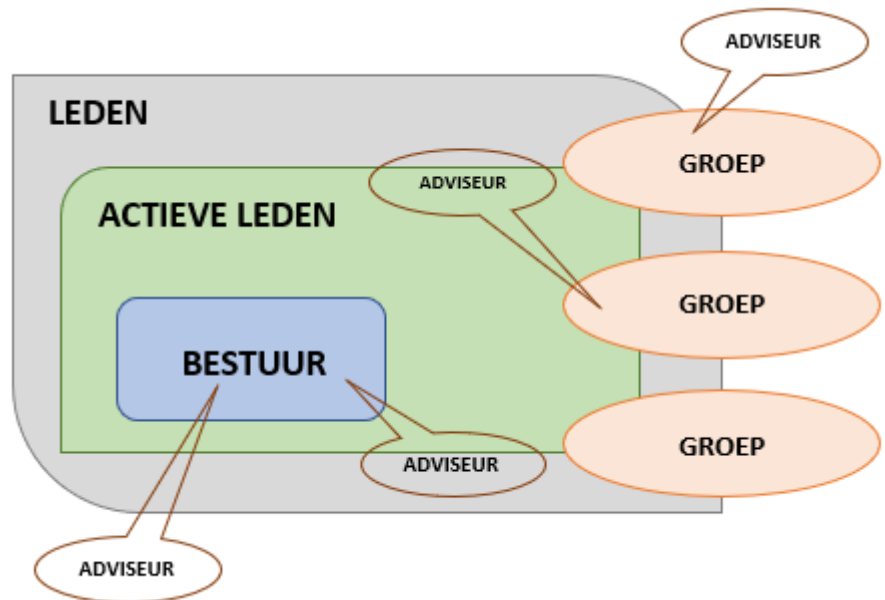 ADVISEUR
LEDEN
GROEP
ADVISEUR
ACTIEVE LEDEN
GROEP
BESTUUR
GROEP
ADVISEUR
ADVISEUR